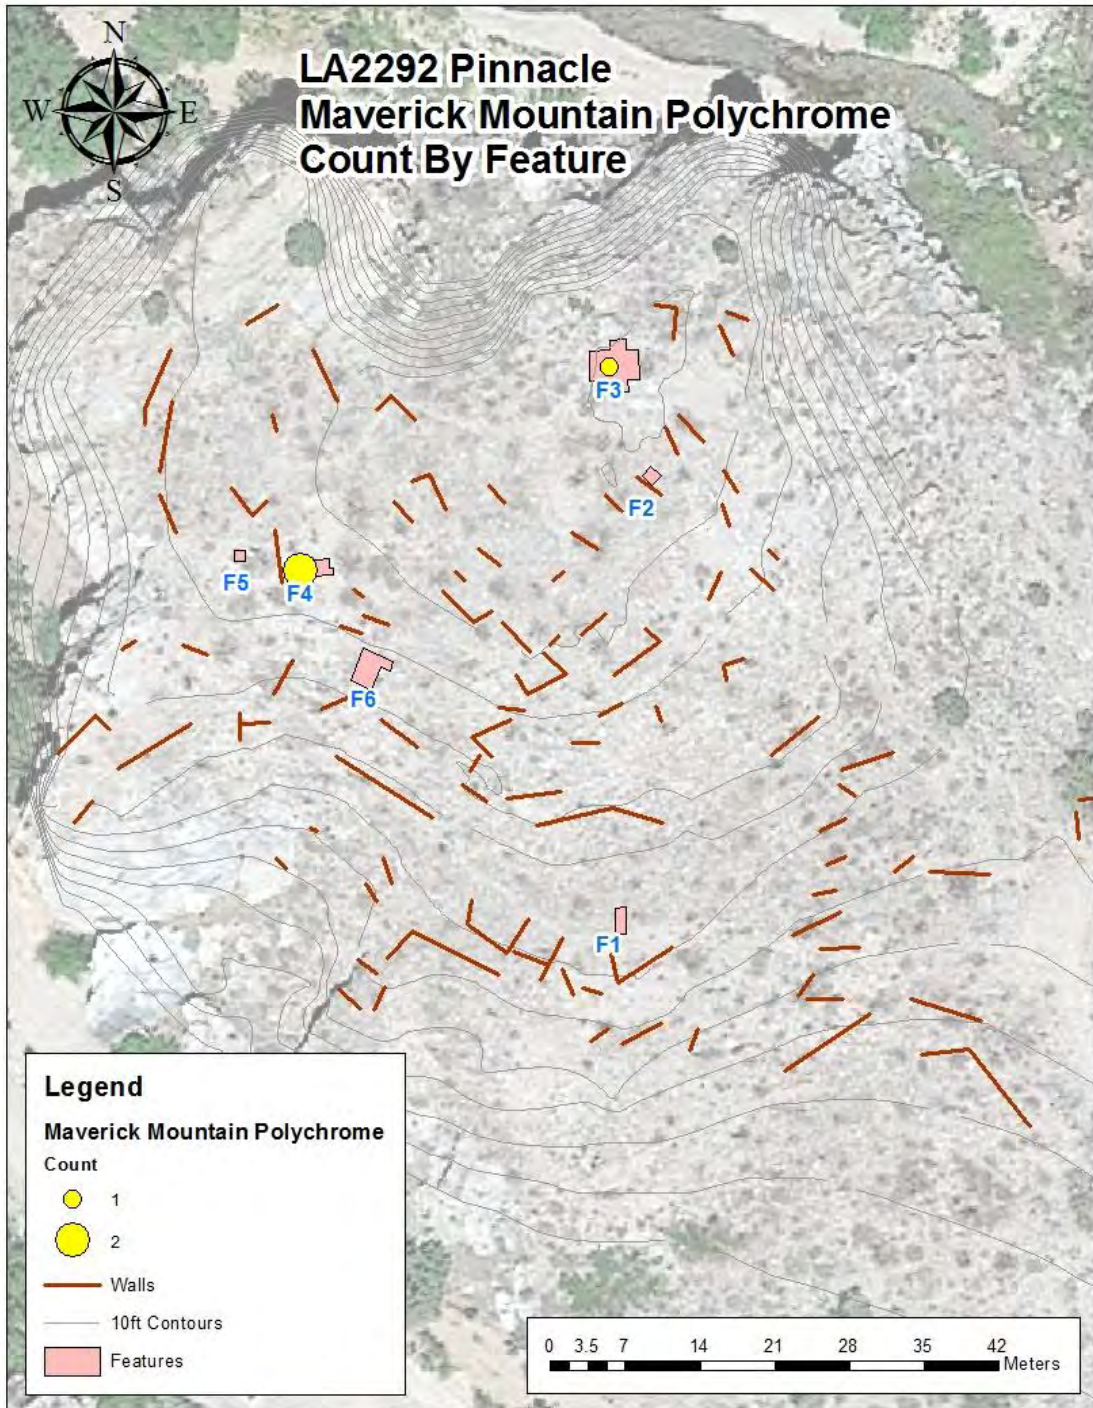 N
W
E
S
LA2292 Pinnacle
Maverick Mountain Polychrome
Count By Feature
F3
F2
F5
F4
F6
F1
Legend
Maverick Mountain Polychrome
Count
1
2
Walls
10ft Contours
Features
0 3.5 7 14 21 28 35 42
Meters